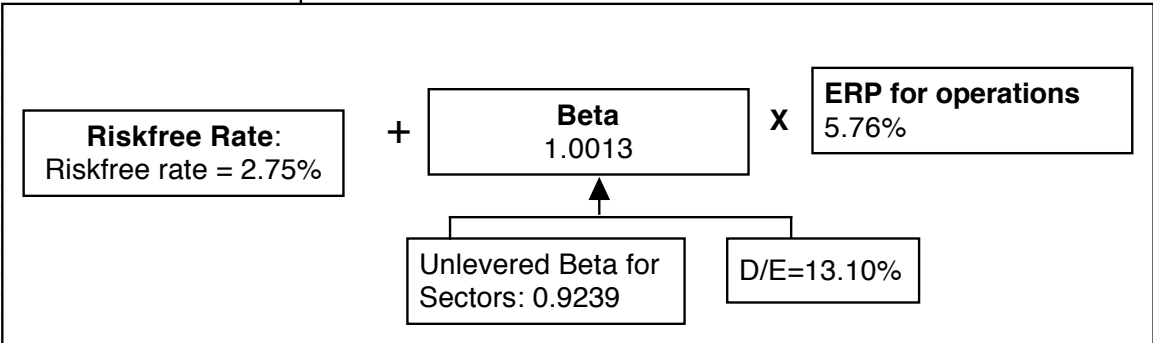 Riskfree Rate:
Riskfree rate = 2.75%
+
Beta
1.0013
X
ERP for operations
5.76%
Unlevered Beta for
Sectors: 0.9239
D/E=13.10%